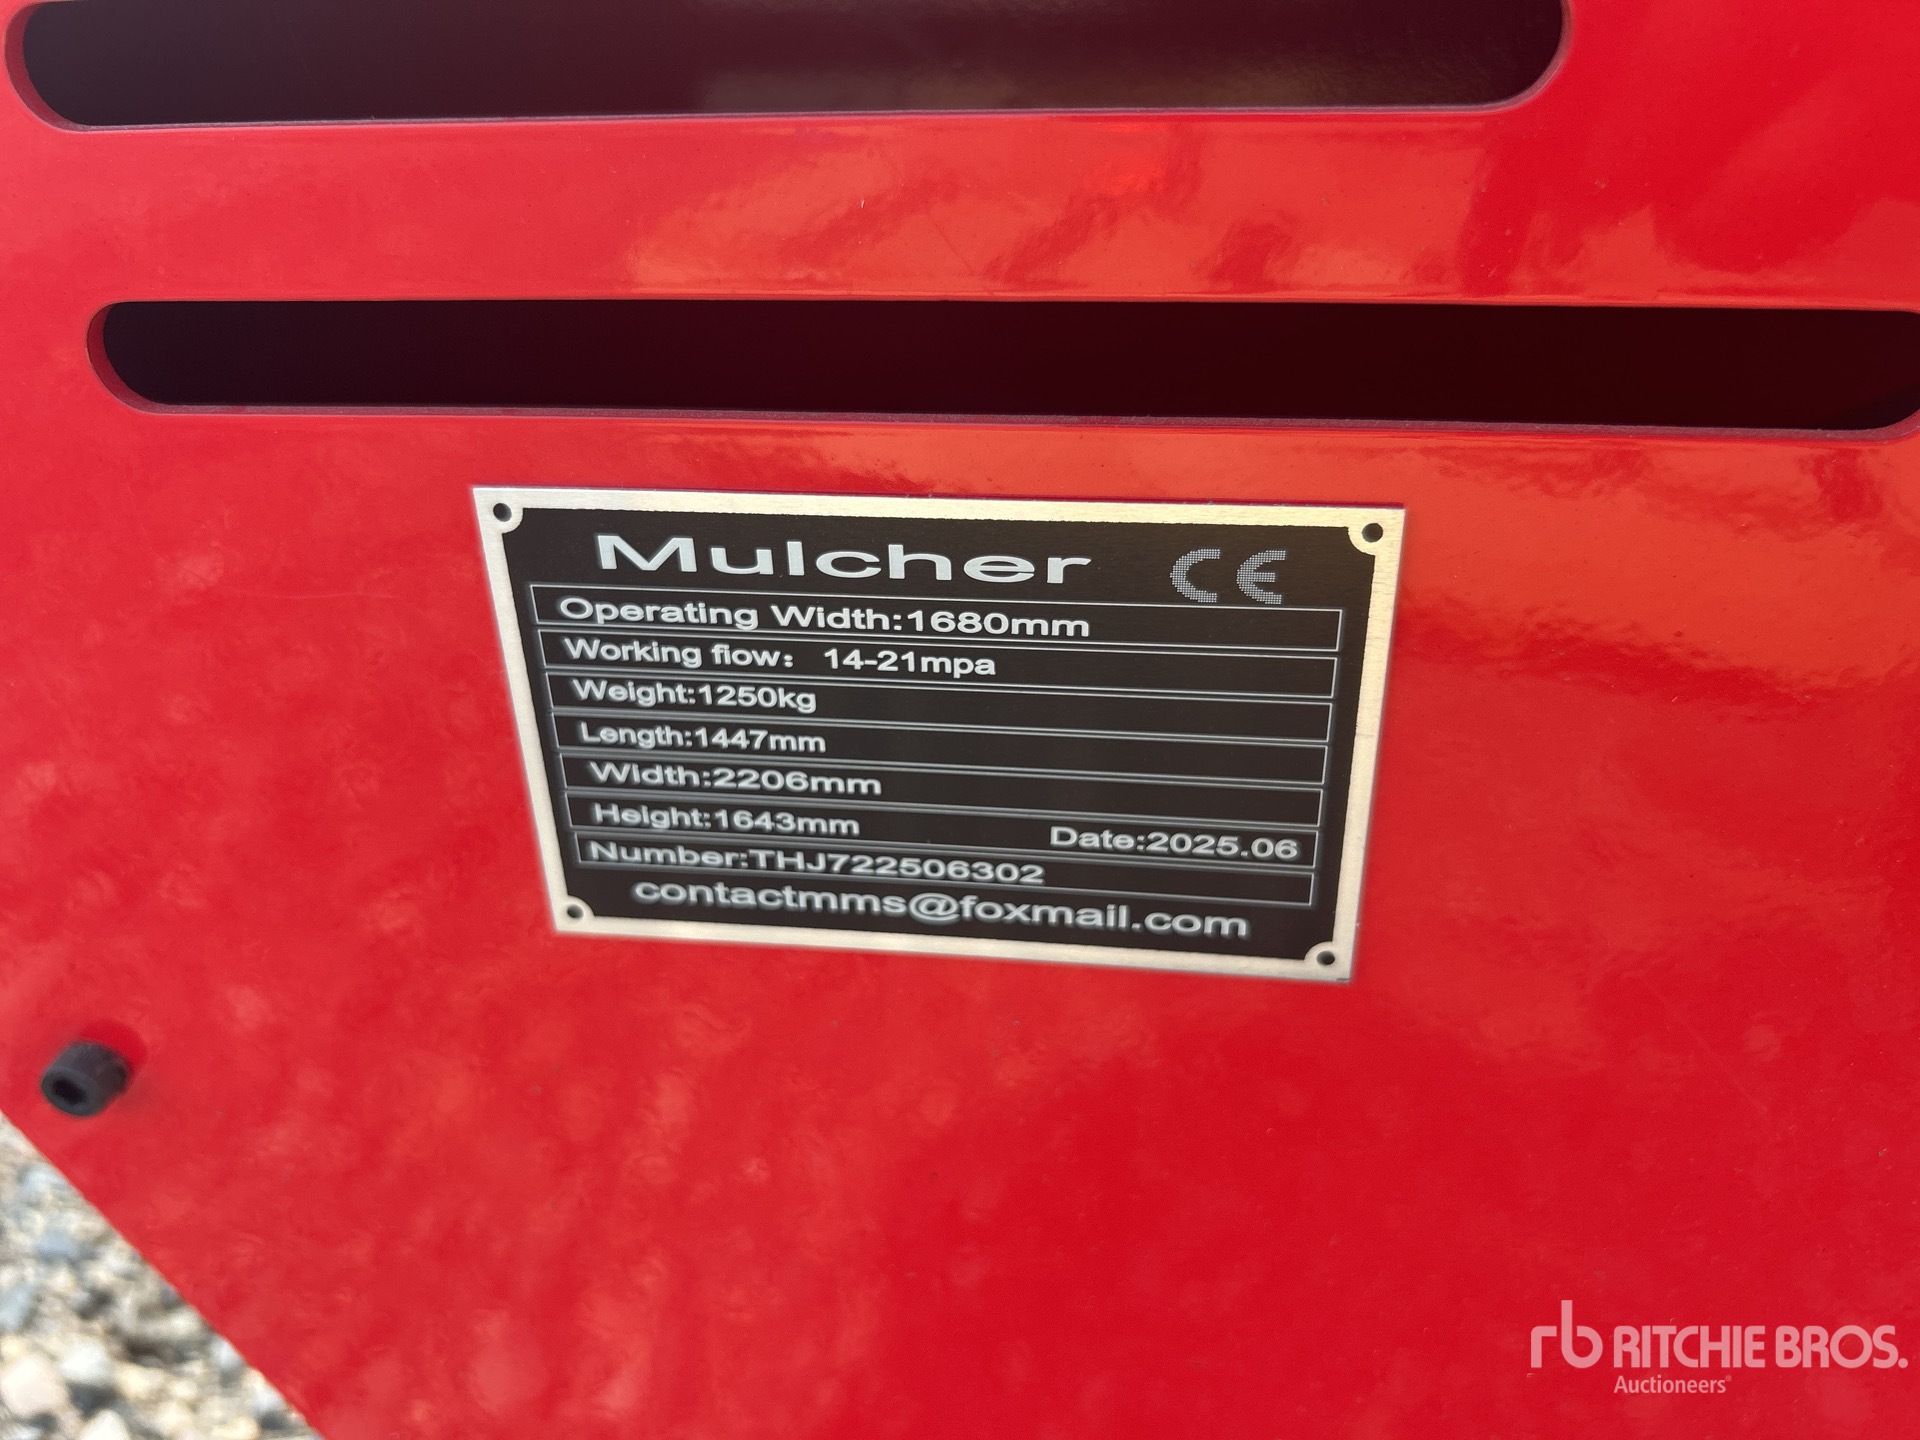 Mulcher CE
Operating Width:1680mm
Working flow: 14-21mpa
Weight:1250kg
Length:1447mm
Width:2206mm
Height:1643mm Date:2025.06
Number:THJ722506302
contactmms@foxmail.com
rb RITCHIE BROS.
Auctioneers